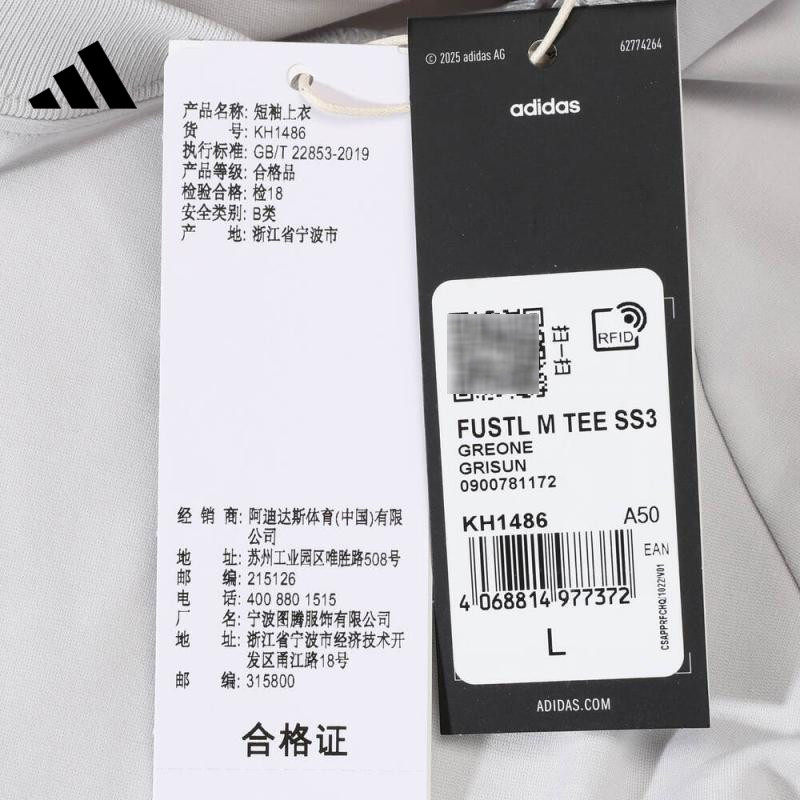 产品名称: 短袖上衣
货 号: KH1486
执行标准: GB/T 22853-2019
产品等级: 合格品
检验合格: 检18
安全类别: B类
产 地: 浙江省宁波市
经 销 商: 阿迪达斯体育(中国)有限
公司
地 址: 苏州工业园区唯胜路508号
邮 编: 215126
电 话: 400 880 1515
厂 名: 宁波图腾服饰有限公司
地 址: 浙江省宁波市经济技术开
发区甬江路18号
邮 编: 315800
合格证
© 2025 adidas AG
62774264
adidas
扫一扫
RFID
FUSTL M TEE SS3
GREONE
GRISUN
0900781172
KH1486 A50
EAN
4 068814 977372
CSAPPRFCHQ/1022/V01
L
ADIDAS.COM